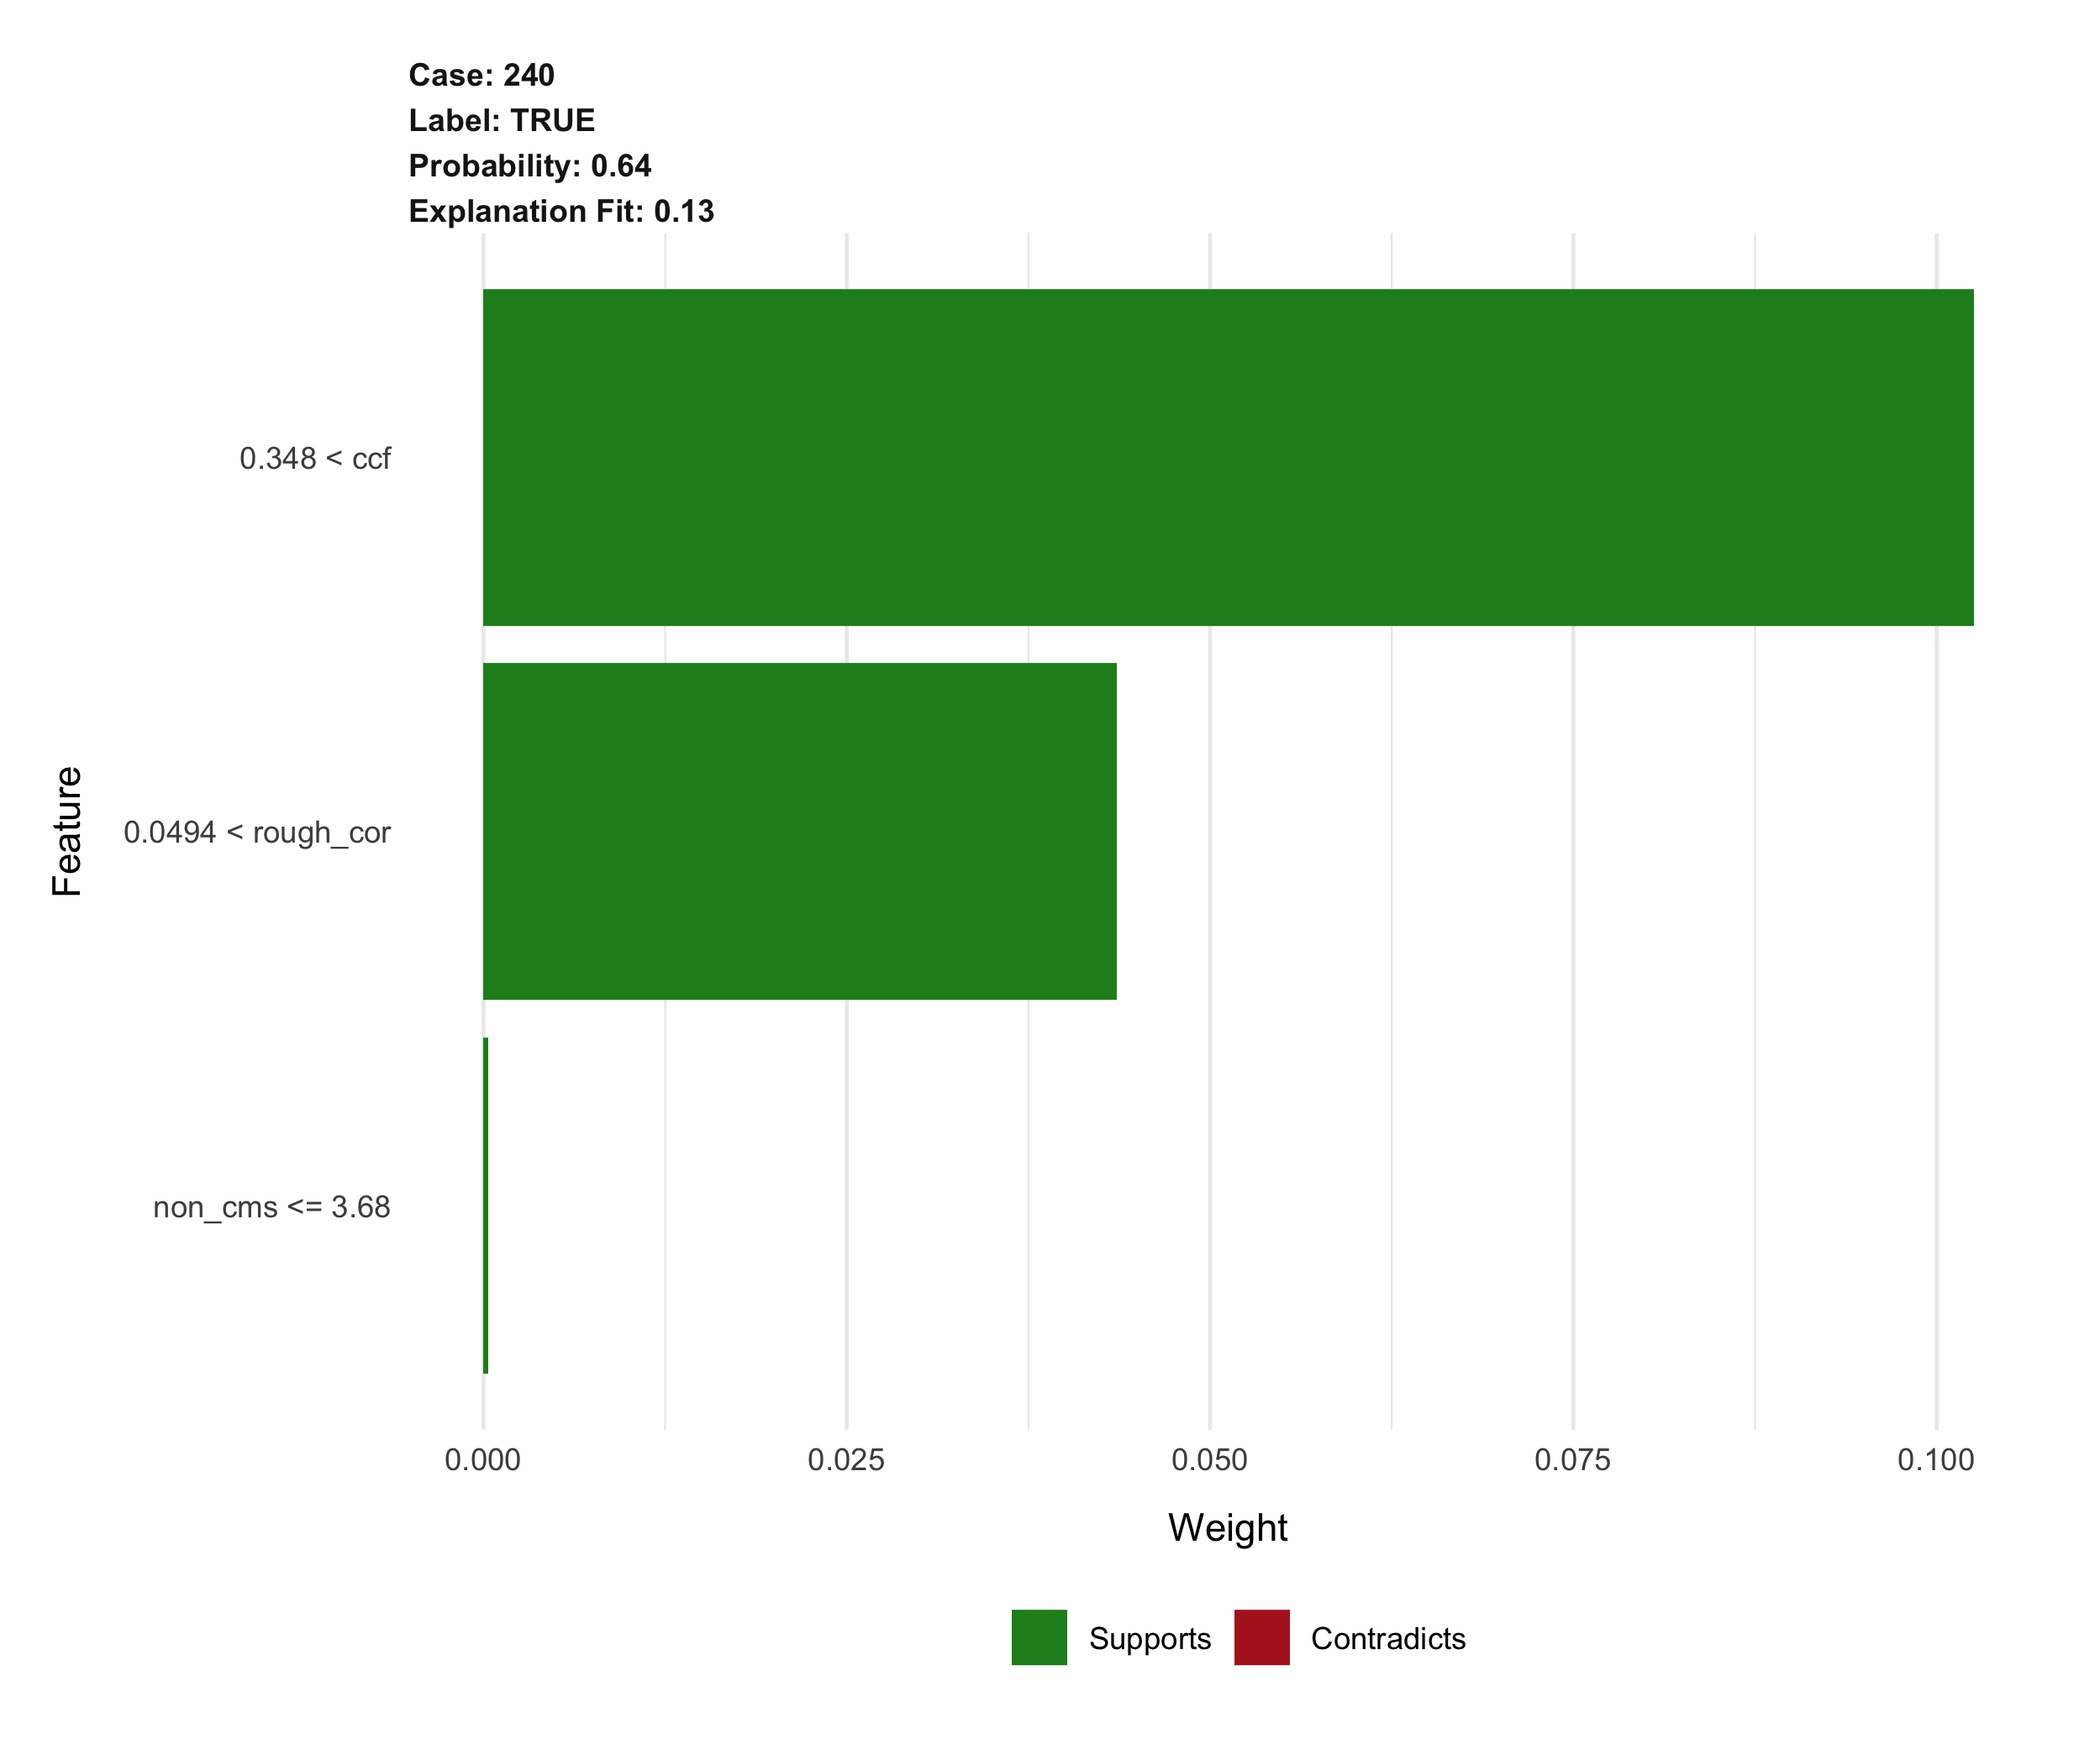 Case: 240
Label: TRUE
Probability: 0.64
Explanation Fit: 0.13
Feature
0.348 < ccf
0.0494 < rough_cor
non_cms <= 3.68
0.000 0.025 0.050 0.075 0.100
Weight
Supports Contradicts